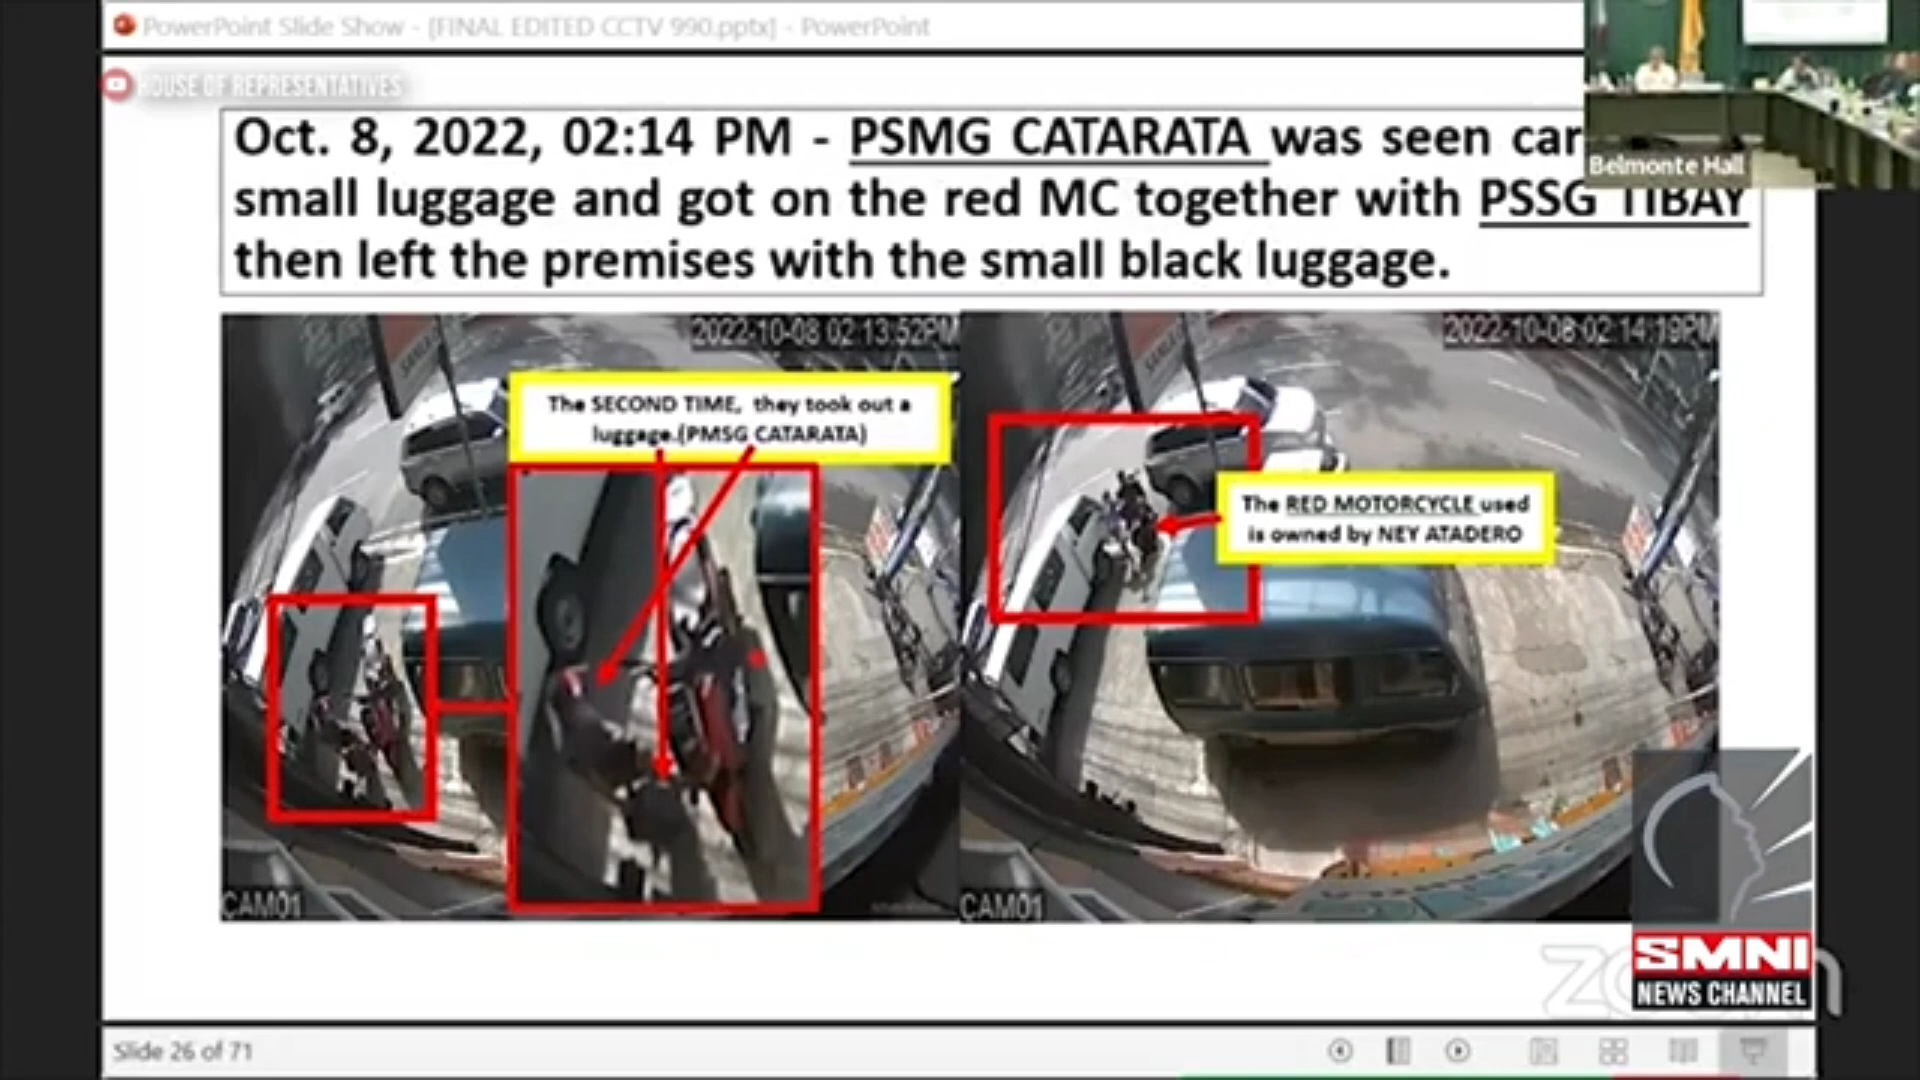 PowerPoint Slide Show - [FINAL EDITED CCTV 990.pptx] - PowerPoint
HOUSE OF REPRESENTATIVES
Belmonte Hall
Oct. 8, 2022, 02:14 PM - PSMG CATARATA was seen car
small luggage and got on the red MC together with PSSG TIBAY
then left the premises with the small black luggage.
2022-10-08 02:13:52PM
2022-10-08 02:14:19PM
The SECOND TIME, they took out a
luggage.(PMSG CATARATA)
The RED MOTORCYCLE used
is owned by NEY ATADERO
CAM01
CAM01
SMNI
NEWS CHANNEL
Slide 26 of 71